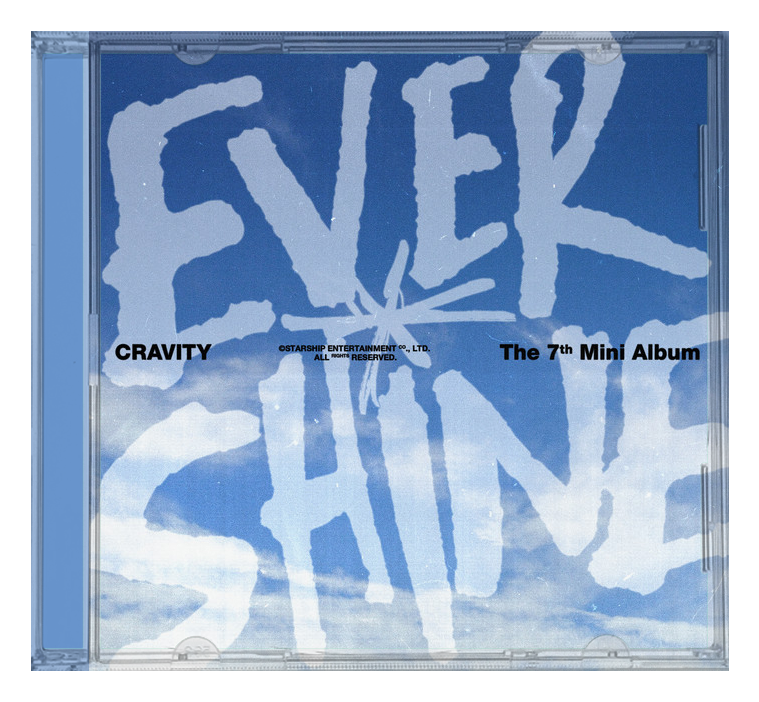 EVER
CRAVITY
©STARSHIP ENTERTAINMENT CO., LTD.
ALL RIGHTS RESERVED.
The 7th Mini Album
SHINE